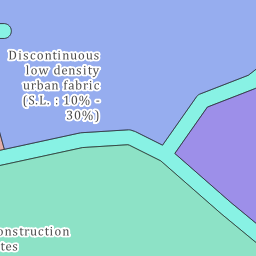 Discontinuous
low density
urban fabric
(S.L. : 10% -
30%)
onstruction
tes